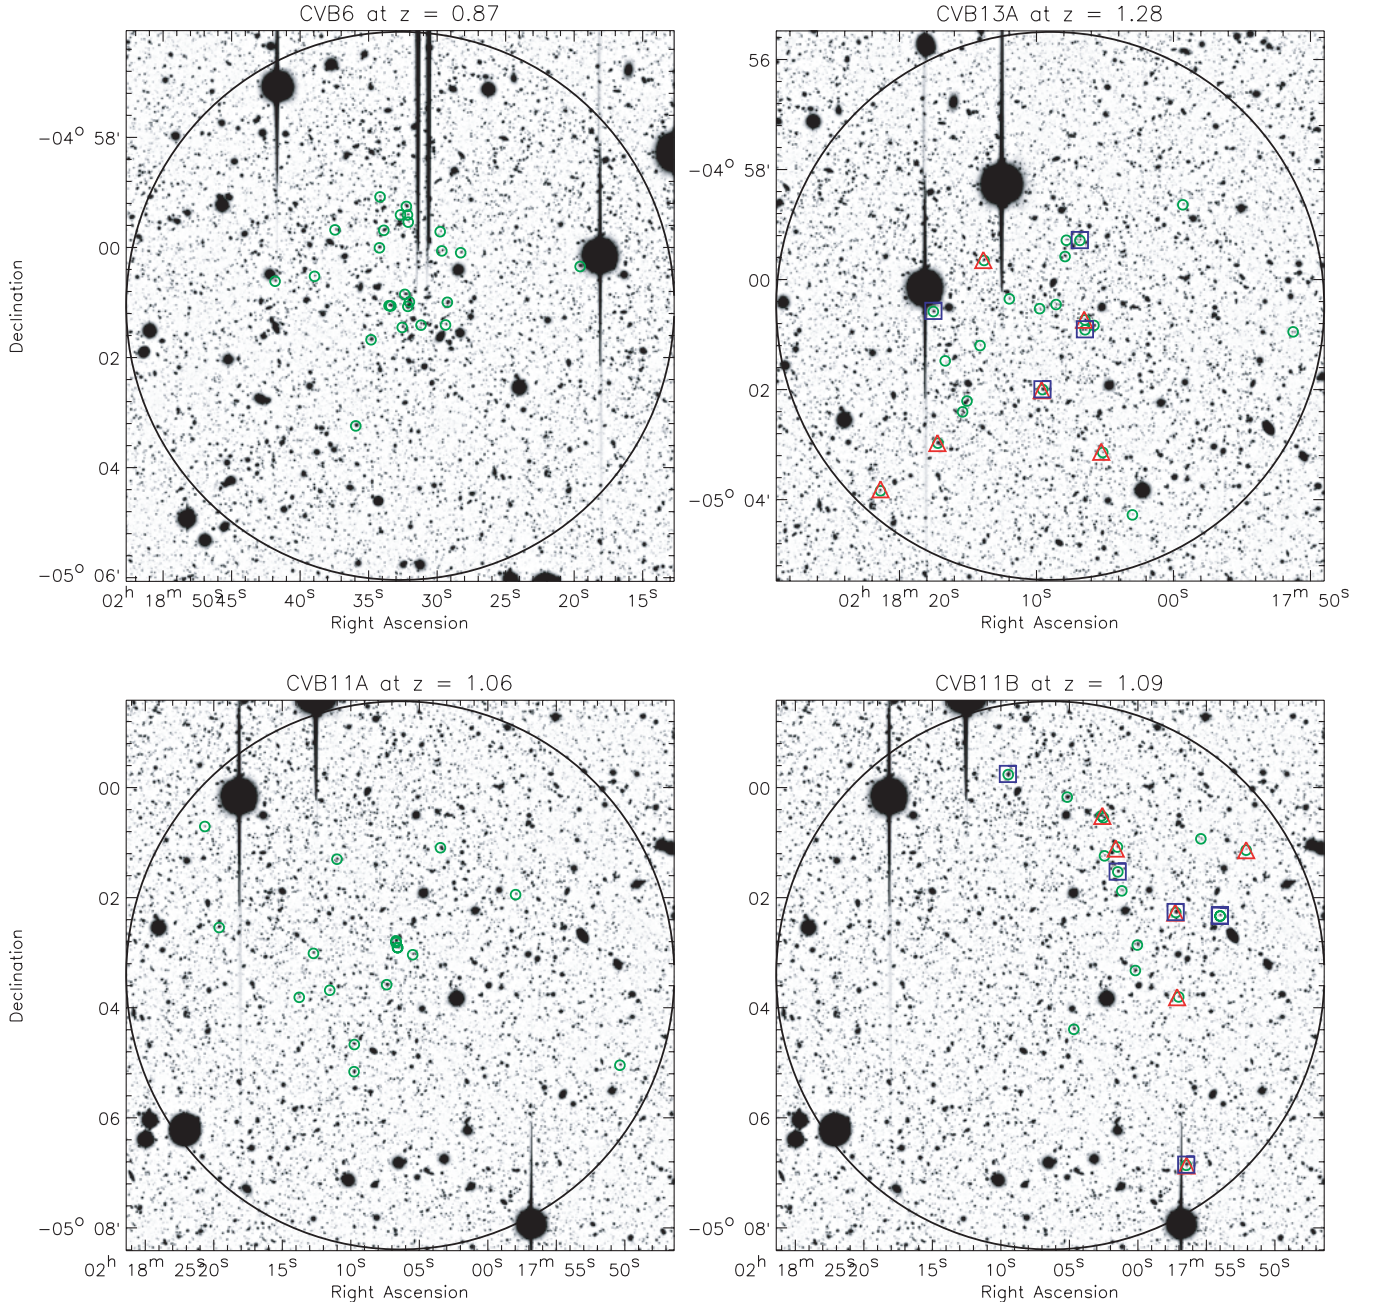 CVB6 at z = 0.87
CVB13A at z = 1.28
−04° 58'
00
02
04
−05° 06'
Declination
02ʰ 18ᵐ 50ˢ 45ˢ 40ˢ 35ˢ 30ˢ 25ˢ 20ˢ 15ˢ
Right Ascension
56
−04° 58'
00
02
−05° 04'
02ʰ 18ᵐ 20ˢ 10ˢ 00ˢ 17ᵐ 50ˢ
Right Ascension
CVB11A at z = 1.06
CVB11B at z = 1.09
00
02
04
06
−05° 08'
Declination
02ʰ 18ᵐ 25ˢ 20ˢ 15ˢ 10ˢ 05ˢ 00ˢ 17ᵐ 55ˢ 50ˢ
Right Ascension
00
02
04
06
−05° 08'
02ʰ 18ᵐ 25ˢ 20ˢ 15ˢ 10ˢ 05ˢ 00ˢ 17ᵐ 55ˢ 50ˢ
Right Ascension